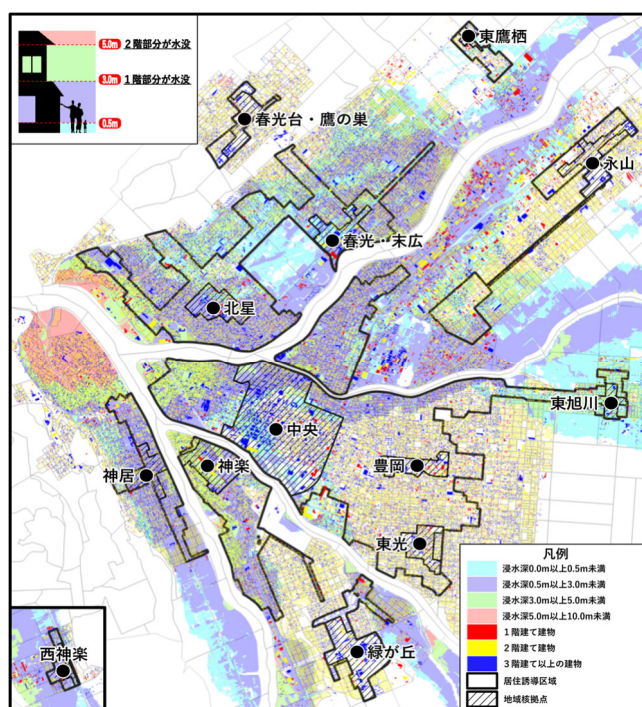 5.0m 2階部分が水没
3.0m 1階部分が水没
0.5m
東鷹栖
春光台・鷹の巣
永山
春光・末広
北星
東旭川
中央
豊岡
神楽
神居
東光
緑が丘
西神楽
凡例
浸水深0.0m以上0.5m未満
浸水深0.5m以上3.0m未満
浸水深3.0m以上5.0m未満
浸水深5.0m以上10.0m未満
1階建て建物
2階建て建物
3階建て以上の建物
居住誘導区域
地域核拠点